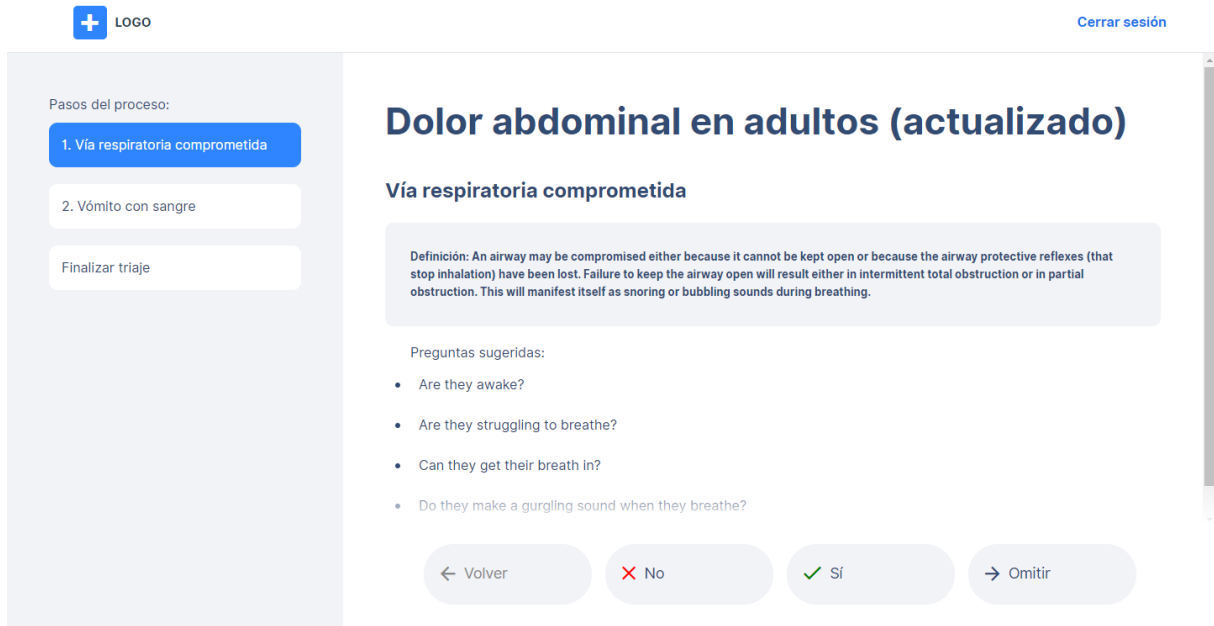 LOGO
Cerrar sesión
Pasos del proceso:
1. Vía respiratoria comprometida
2. Vómito con sangre
Finalizar triaje
Dolor abdominal en adultos (actualizado)
Vía respiratoria comprometida
Definición: An airway may be compromised either because it cannot be kept open or because the airway protective reflexes (that
stop inhalation) have been lost. Failure to keep the airway open will result either in intermittent total obstruction or in partial
obstruction. This will manifest itself as snoring or bubbling sounds during breathing.
Preguntas sugeridas:
• Are they awake?
• Are they struggling to breathe?
• Can they get their breath in?
• Do they make a gurgling sound when they breathe?
Volver
No
Sí
Omitir